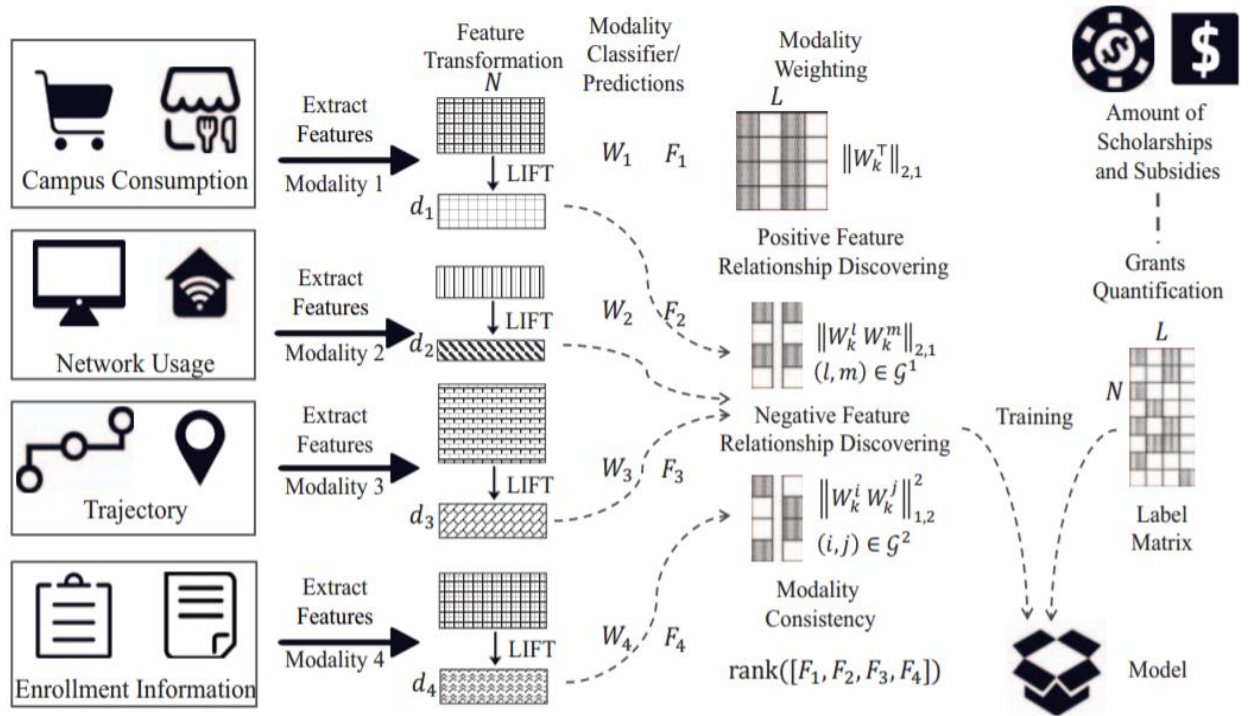 Campus Consumption
Network Usage
Trajectory
Enrollment Information
Extract
Features
Modality 1
Extract
Features
Modality 2
Extract
Features
Modality 3
Extract
Features
Modality 4
Feature
Transformation
N
LIFT
d₁
LIFT
d₂
LIFT
d₃
LIFT
d₄
Modality
Classifier/
Predictions
W₁ F₁
W₂ F₂
W₃ F₃
W₄ F₄
Modality
Weighting
L
‖W_k^⊤‖_{2,1}
Positive Feature
Relationship Discovering
‖W_k^l W_k^m‖_{2,1}
(l, m) ∈ 𝒢¹
Negative Feature
Relationship Discovering
‖W_k^i W_k^j‖²_{1,2}
(i, j) ∈ 𝒢²
Modality
Consistency
rank([F₁, F₂, F₃, F₄])
Training
$ $
Amount of
Scholarships
and Subsidies
Grants
Quantification
L
N
Label
Matrix
Model